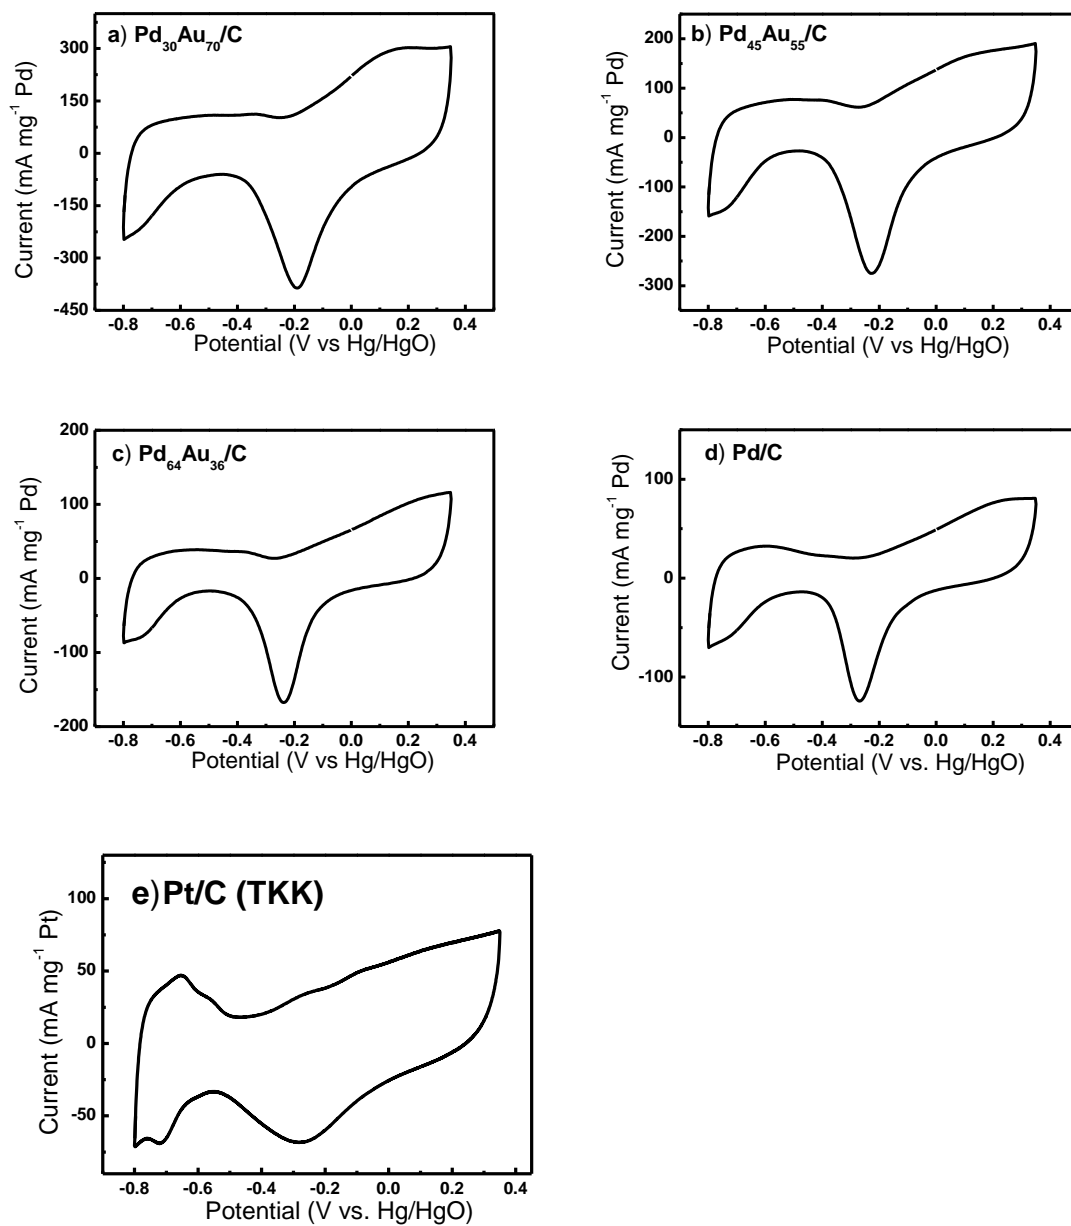 a) Pd30Au70/C
300
150
0
-150
-300
-450
Current (mA mg-1 Pd)
-0.8 -0.6 -0.4 -0.2 0.0 0.2 0.4
Potential (V vs Hg/HgO)
b) Pd45Au55/C
200
100
0
-100
-200
-300
Current (mA mg-1 Pd)
-0.8 -0.6 -0.4 -0.2 0.0 0.2 0.4
Potential (V vs Hg/HgO)
c) Pd64Au36/C
200
100
0
-100
-200
Current (mA mg-1 Pd)
-0.8 -0.6 -0.4 -0.2 0.0 0.2 0.4
Potential (V vs Hg/HgO)
d) Pd/C
100
0
-100
Current (mA mg-1 Pd)
-0.8 -0.6 -0.4 -0.2 0.0 0.2 0.4
Potential (V vs. Hg/HgO)
e) Pt/C (TKK)
100
50
0
-50
Current (mA mg-1 Pt)
-0.8 -0.6 -0.4 -0.2 0.0 0.2 0.4
Potential (V vs. Hg/HgO)